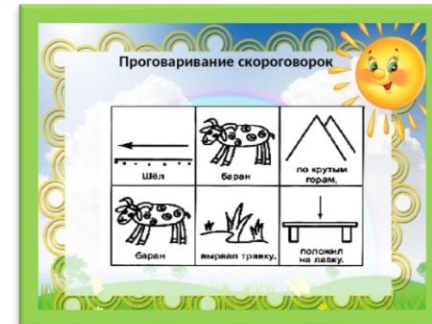 Проговаривание скороговорок
Шёл
баран
по крутым
горам,
баран
вырвал травку,
положил
на лавку.